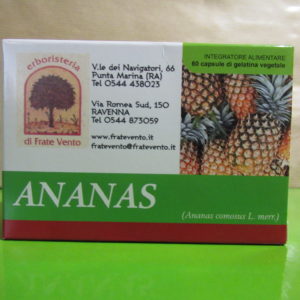 erboristeria
di Frate Vento
V.le dei Navigatori, 66
Punta Marina (RA)
Tel 0544 438023
Via Romea Sud, 150
RAVENNA
Tel 0544 873059
www.fratevento.it
fratevento@fratevento.it
INTEGRATORE ALIMENTARE
60 capsule di gelatina vegetale
ANANAS
(Ananas comosus L. merr.)